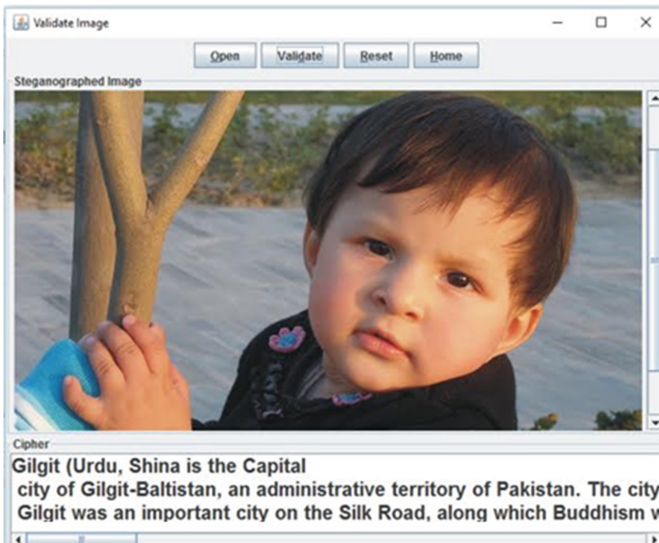 Validate Image
Open Validate Reset Home
Steganographed Image
Cipher
Gilgit (Urdu, Shina is the Capital
city of Gilgit-Baltistan, an administrative territory of Pakistan. The city
Gilgit was an important city on the Silk Road, along which Buddhism w